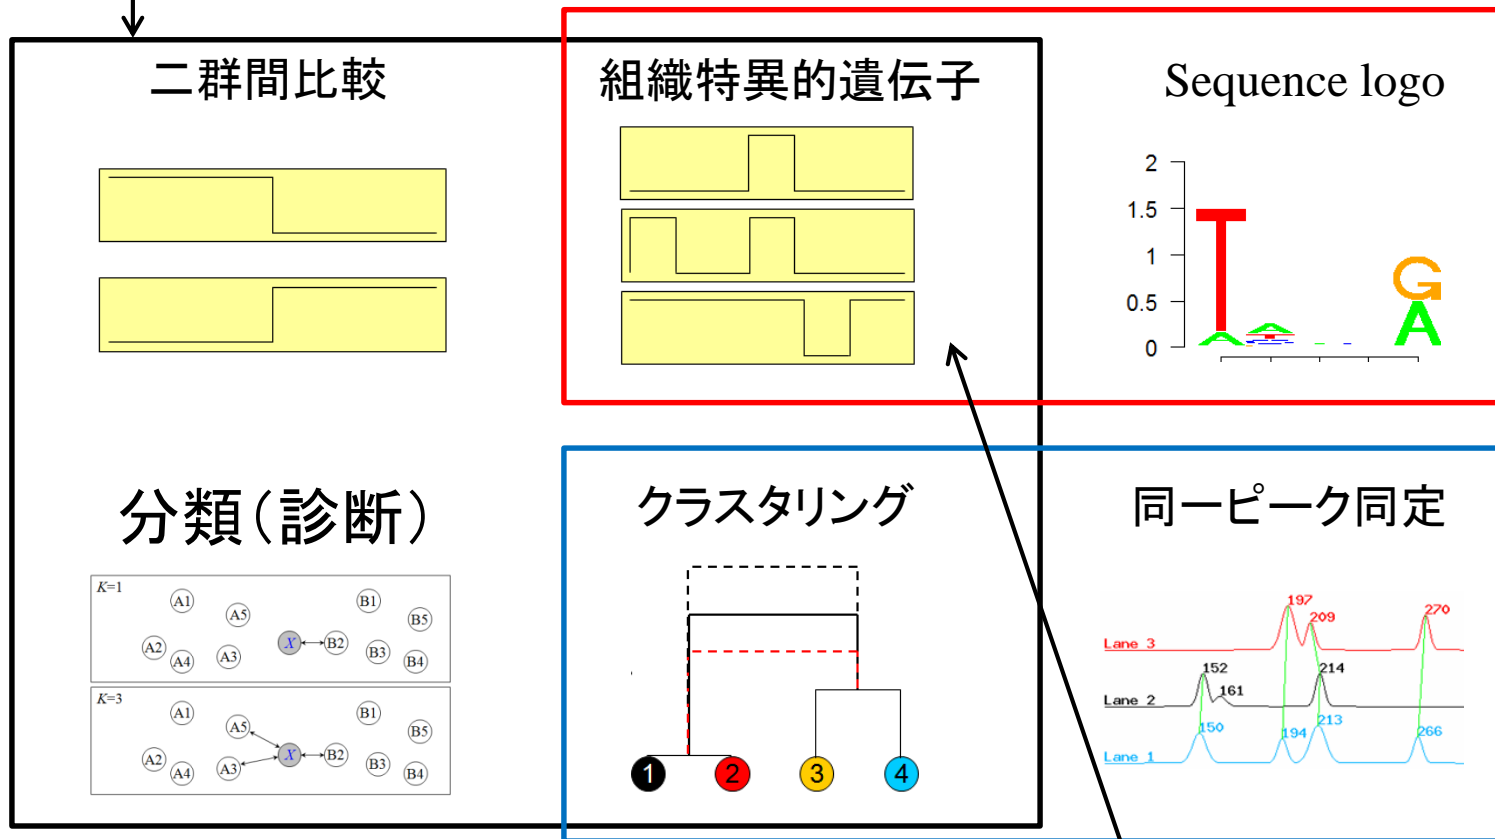 二群間比較
組織特異的遺伝子
Sequence logo
2
1.5
1
0.5
0
T
A
A
G
A
分類(診断)
K=1
A1
A5
A2
A4
A3
X
B2
B1
B5
B3
B4
K=3
A1
A5
A2
A4
A3
X
B2
B1
B5
B3
B4
クラスタリング
1
2
3
4
同一ピーク同定
197
209
270
Lane 3
152
161
214
Lane 2
150
194
213
266
Lane 1